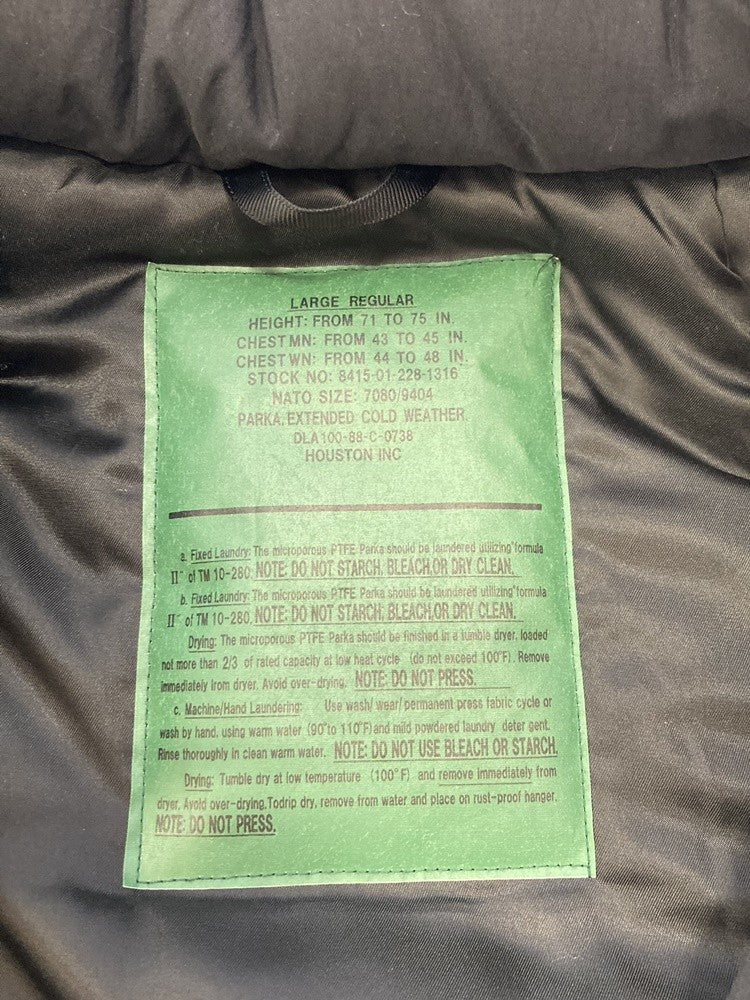 LARGE REGULAR
HEIGHT: FROM 71 TO 75 IN.
CHEST MN: FROM 43 TO 45 IN.
CHEST WN: FROM 44 TO 48 IN.
STOCK NO: 8415-01-228-1316
NATO SIZE: 7080/9404
PARKA, EXTENDED COLD WEATHER
DLA100-88-C-0738
HOUSTON INC
a. Fixed Laundry: The microporous PTFE Parka should be laundered utilizing"formula
II" of TM 10-280. NOTE: DO NOT STARCH, BLEACH,OR DRY CLEAN.
b. Fixed Laundry: The microporous PTFE Parka should be laundered utilizing"formula
II" of TM 10-280. NOTE: DO NOT STARCH, BLEACH,OR DRY CLEAN.
Drying: The microporous PTFE Parka should be finished in a tumble dryer, loaded
not more than 2/3 of rated capacity at low heat cycle (do not exceed 100°F). Remove
immediately from dryer. Avoid over-drying. NOTE: DO NOT PRESS.
c. Machine/Hand Laundering: Use wash/ wear/ permanent press fabric cycle or
wash by hand, using warm water (90°to 110°F)and mild powdered laundry deter gent.
Rinse thoroughly in clean warm water. NOTE: DO NOT USE BLEACH OR STARCH.
Drying: Tumble dry at low temperature (100°F) and remove immediately from
dryer. Avoid over-drying.Todrip dry, remove from water and place on rust-proof hanger.
NOTE: DO NOT PRESS.